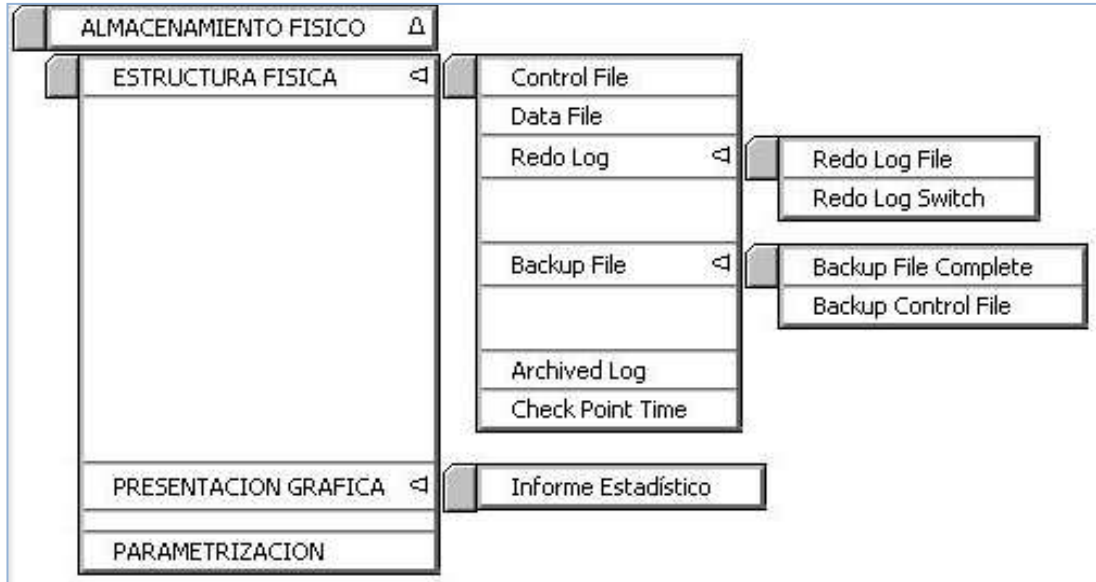 ALMACENAMIENTO FISICO
ESTRUCTURA FISICA
Control File
Data File
Redo Log
Redo Log File
Redo Log Switch
Backup File
Backup File Complete
Backup Control File
Archived Log
Check Point Time
PRESENTACION GRAFICA
Informe Estadístico
PARAMETRIZACION